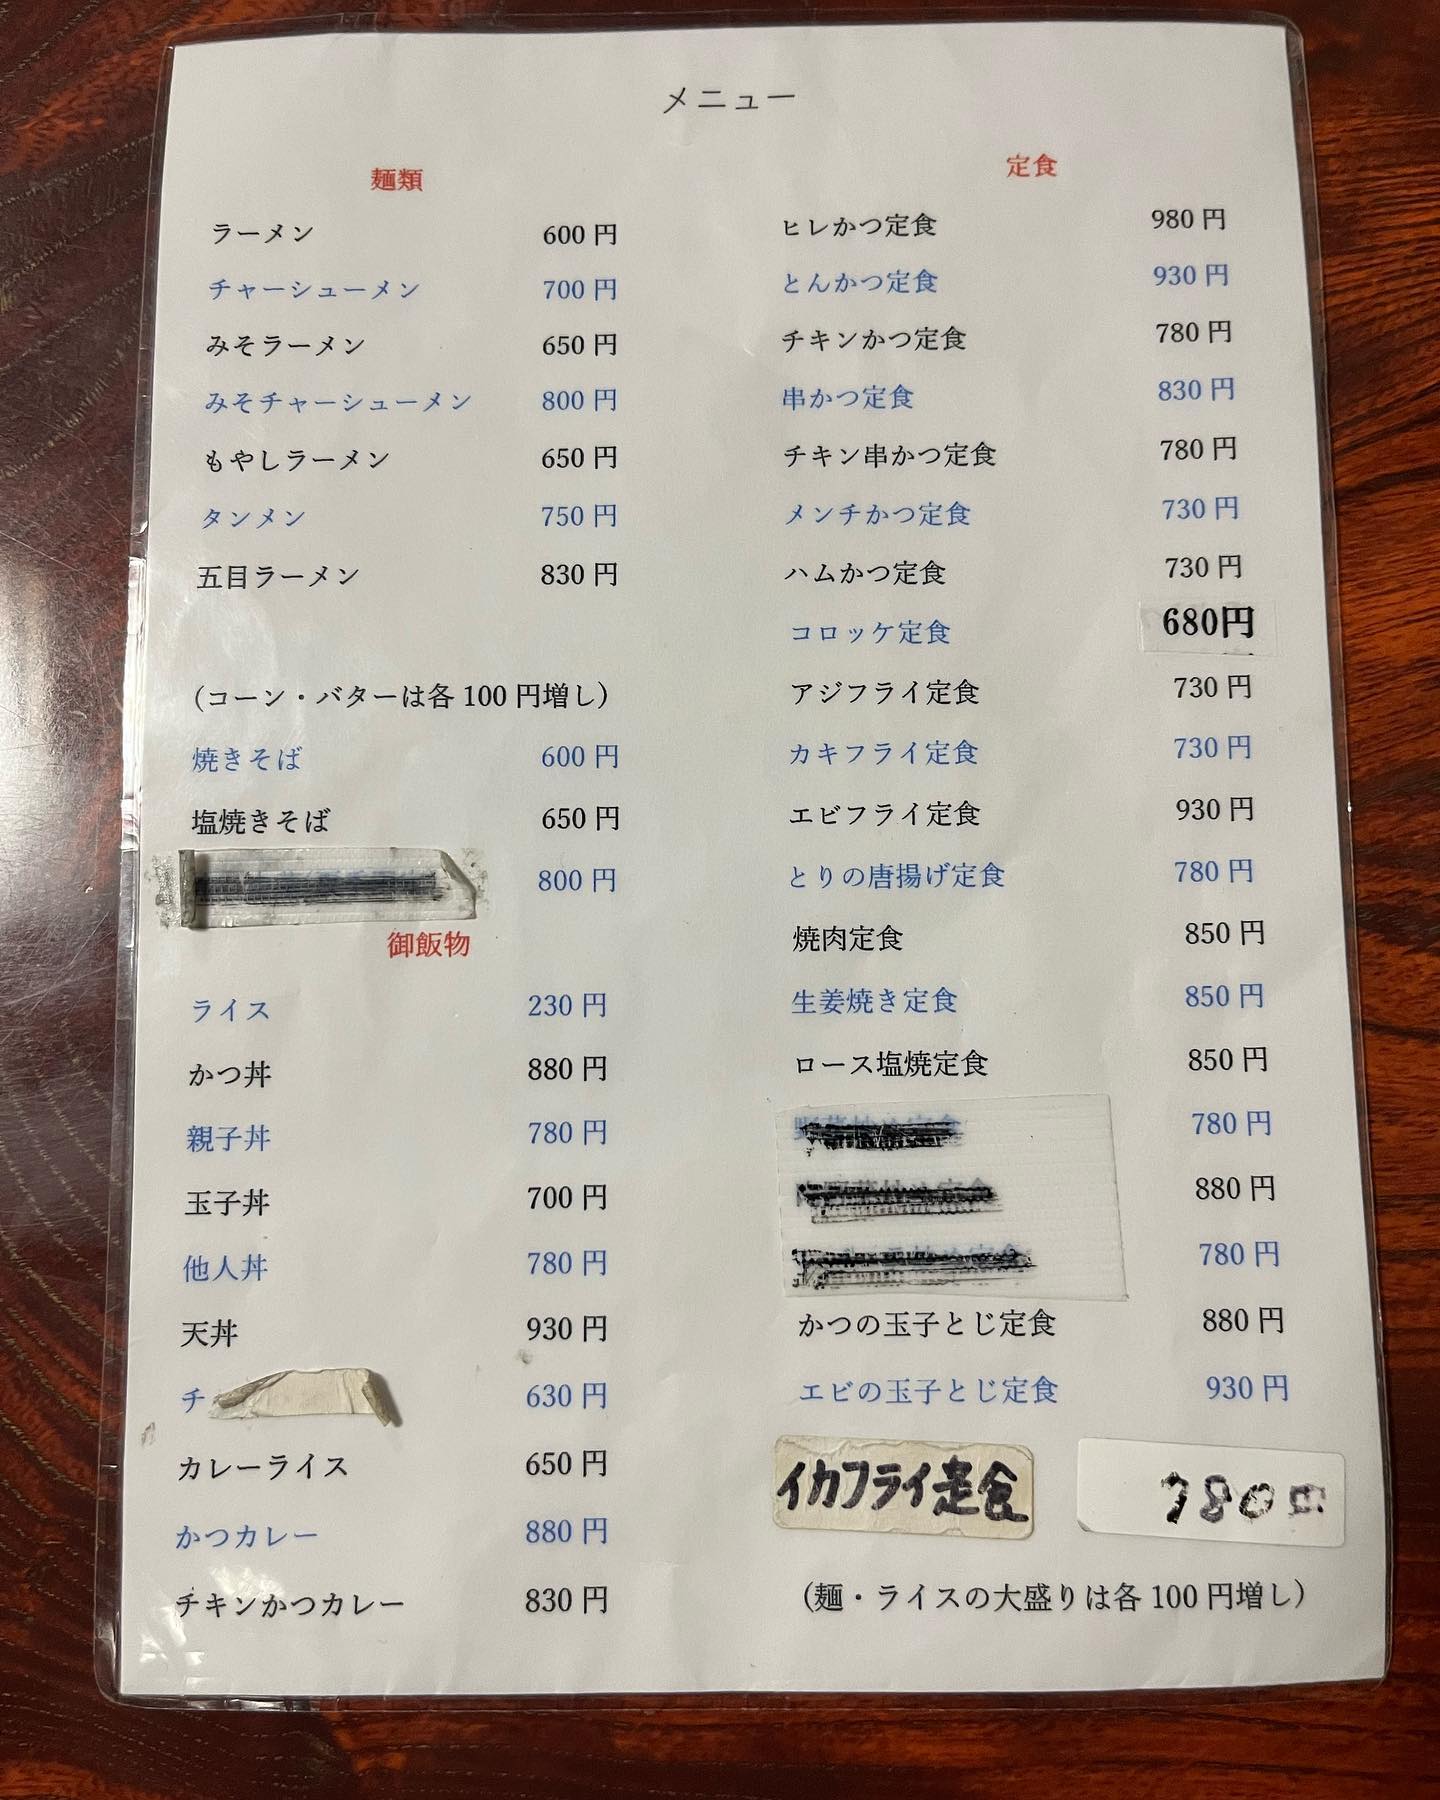 メニュー
麺類
ラーメン 600円
チャーシューメン 700円
みそラーメン 650円
みそチャーシューメン 800円
もやしラーメン 650円
タンメン 750円
五目ラーメン 830円
(コーン・バターは各100円増し)
焼きそば 600円
塩焼きそば 650円
800円
御飯物
ライス 230円
かつ丼 880円
親子丼 780円
玉子丼 700円
他人丼 780円
天丼 930円
チ 630円
カレーライス 650円
かつカレー 880円
チキンかつカレー 830円
定食
ヒレかつ定食 980円
とんかつ定食 930円
チキンかつ定食 780円
串かつ定食 830円
チキン串かつ定食 780円
メンチかつ定食 730円
ハムかつ定食 730円
コロッケ定食 680円
アジフライ定食 730円
カキフライ定食 730円
エビフライ定食 930円
とりの唐揚げ定食 780円
焼肉定食 850円
生姜焼き定食 850円
ロース塩焼定食 850円
780円
880円
780円
かつの玉子とじ定食 880円
エビの玉子とじ定食 930円
イカフライ定食 780円
(麺・ライスの大盛りは各100円増し)